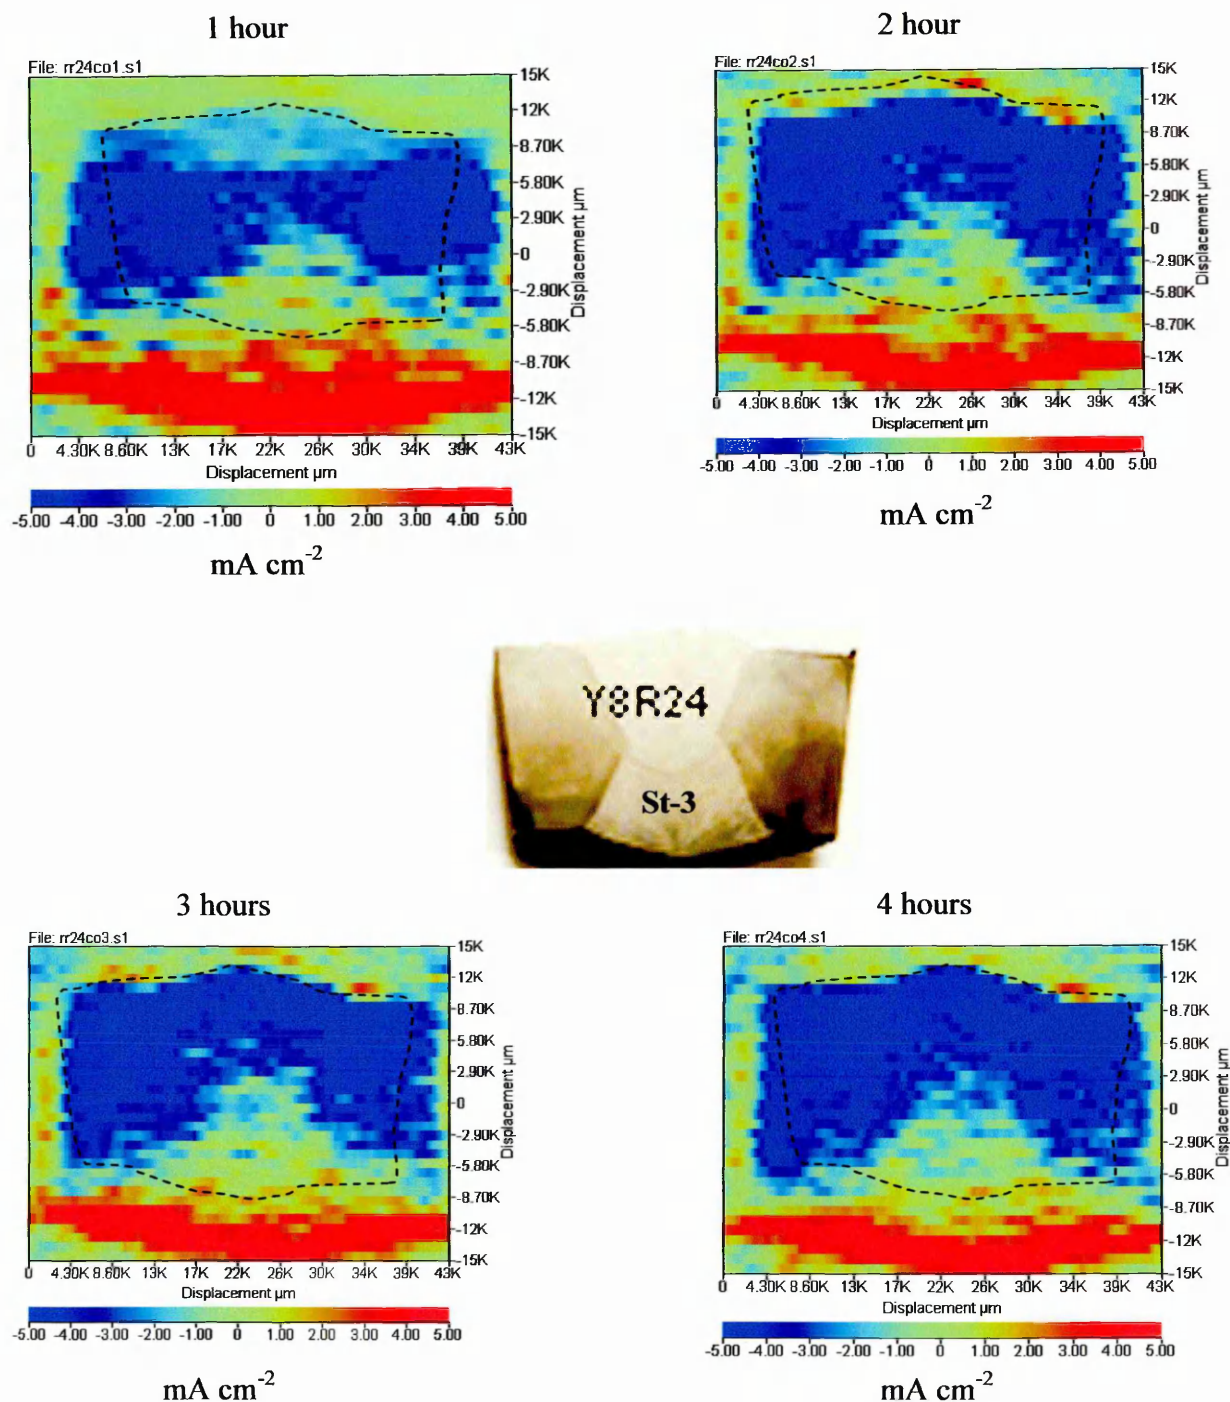 1 hour
File: rr24co1.s1
15K
12K
8.70K
5.80K
2.90K
0
-2.90K
-5.80K
-8.70K
-12K
-15K
Displacement µm
0 4.30K 8.60K 13K 17K 22K 26K 30K 34K 39K 43K
Displacement µm
-5.00 -4.00 -3.00 -2.00 -1.00 0 1.00 2.00 3.00 4.00 5.00
mA cm-2
2 hour
File: rr24co2.s1
15K
12K
8.70K
5.80K
2.90K
0
-2.90K
-5.80K
-8.70K
-12K
-15K
Displacement µm
0 4.30K 8.60K 13K 17K 22K 26K 30K 34K 39K 43K
Displacement µm
-5.00 -4.00 -3.00 -2.00 -1.00 0 1.00 2.00 3.00 4.00 5.00
mA cm-2
Y8R24
St-3
3 hours
File: rr24co3.s1
15K
12K
8.70K
5.80K
2.90K
0
-2.90K
-5.80K
-8.70K
-12K
-15K
Displacement µm
0 4.30K 8.60K 13K 17K 22K 26K 30K 34K 39K 43K
Displacement µm
-5.00 -4.00 -3.00 -2.00 -1.00 0 1.00 2.00 3.00 4.00 5.00
mA cm-2
4 hours
File: rr24co4.s1
15K
12K
8.70K
5.80K
2.90K
0
-2.90K
-5.80K
-8.70K
-12K
-15K
Displacement µm
0 4.30K 8.60K 13K 17K 22K 26K 30K 34K 39K 43K
Displacement µm
-5.00 -4.00 -3.00 -2.00 -1.00 0 1.00 2.00 3.00 4.00 5.00
mA cm-2